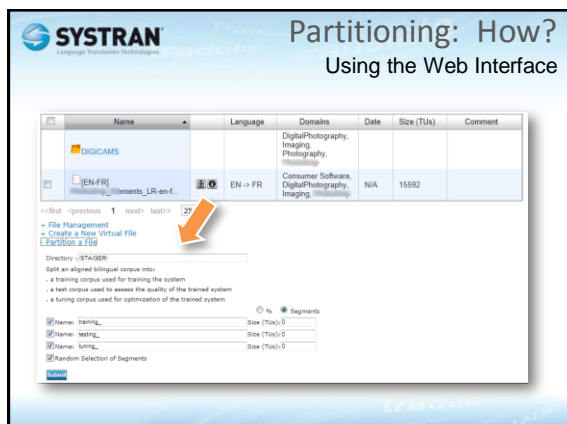 SYSTRAN
Language Translation Technologies
Partitioning: How?
Using the Web Interface
Name Language Domains Date Size (TUs) Comment
DIGICAMS DigitalPhotography,
Imaging,
Photography,
[EN-FR] EN -> FR Consumer Software, N/A 15592
DigitalPhotography,
ements_LR-en-f... Imaging,
<<first <previous 1 next> last>> 25
+ File Management
+ Create a New Virtual File
- Partition a File
Directory :/STAIGER/
Split an aligned bilingual corpus into:
. a training corpus used for training the system
. a test corpus used to assess the quality of the trained system
. a tuning corpus used for optimization of the trained system
% Segments
Name: training_ Size (TUs): 0
Name: testing_ Size (TUs): 0
Name: tuning_ Size (TUs): 0
Random Selection of Segments
Submit